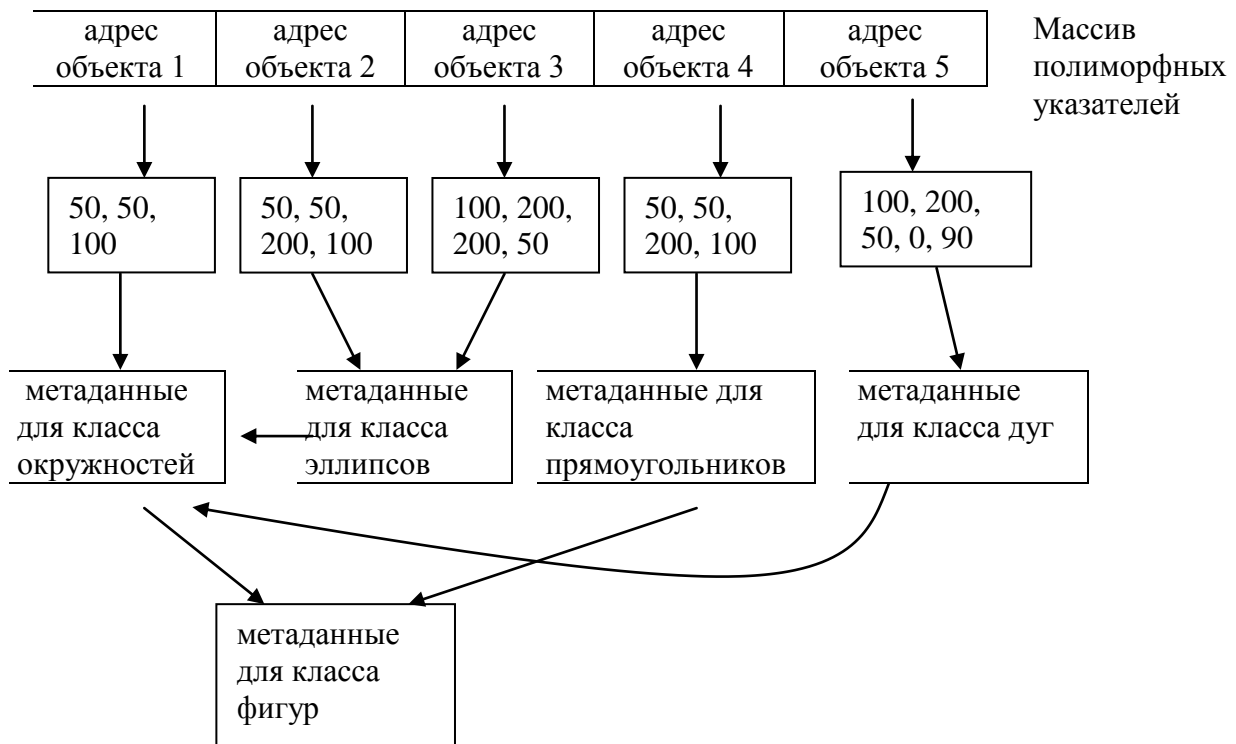 адрес
объекта 1
адрес
объекта 2
адрес
объекта 3
адрес
объекта 4
адрес
объекта 5
Массив
полиморфных
указателей
50, 50,
100
50, 50,
200, 100
100, 200,
200, 50
50, 50,
200, 100
100, 200,
50, 0, 90
метаданные
для класса
окружностей
метаданные
для класса
эллипсов
метаданные для
класса
прямоугольников
метаданные
для класса дуг
метаданные
для класса
фигур